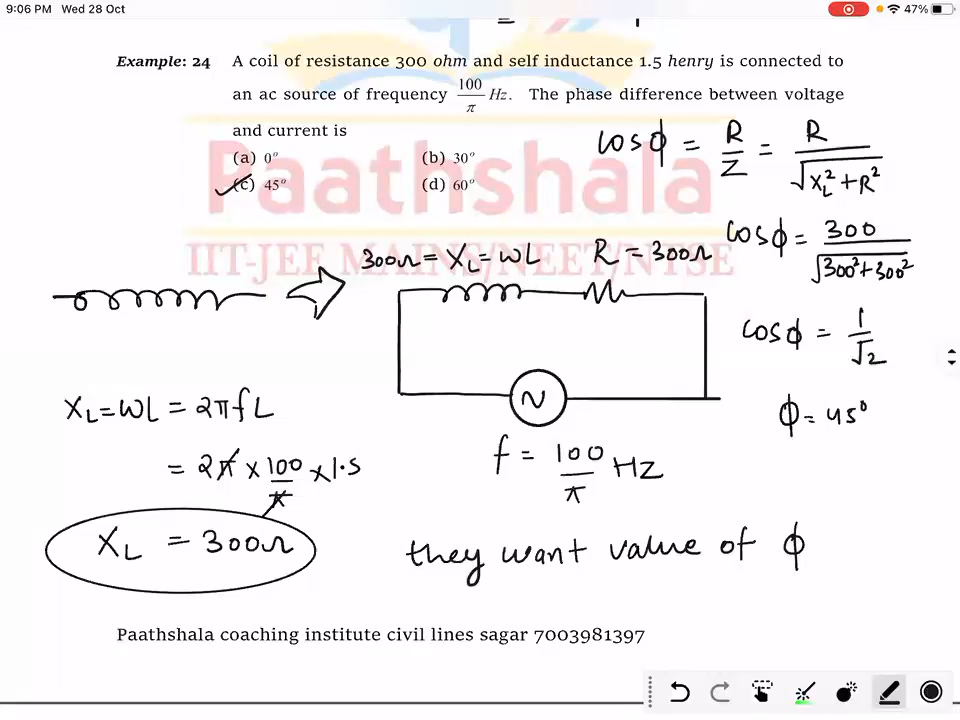 9:06 PM Wed 28 Oct
47%
Example: 24 A coil of resistance 300 ohm and self inductance 1.5 henry is connected to
an ac source of frequency 100/π Hz. The phase difference between voltage
and current is
(a) 0° (b) 30°
(c) 45° (d) 60°
Paathshala
IIT-JEE MAINS/NEET/NTSE
cosϕ = R/Z = R/√(X_L² + R²)
cosϕ = 300/√(300² + 300²)
cosϕ = 1/√2
ϕ = 45°
300Ω = X_L = ωL R = 300Ω
X_L = ωL = 2πfL
= 2π × 100/π × 1.5
X_L = 300Ω
f = 100/π HZ
they want value of ϕ
Paathshala coaching institute civil lines sagar 7003981397